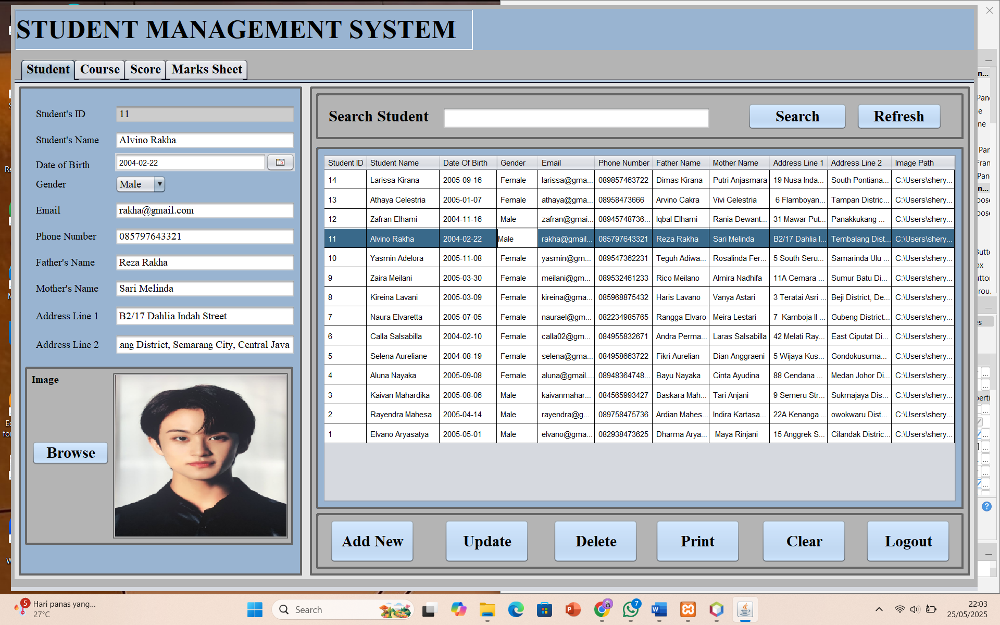 STUDENT MANAGEMENT SYSTEM
Student Course Score Marks Sheet
Student's ID 11
Student's Name Alvino Rakha
Date of Birth 2004-02-22
Gender Male
Email rakha@gmail.com
Phone Number 085797643321
Father's Name Reza Rakha
Mother's Name Sari Melinda
Address Line 1 B2/17 Dahlia Indah Street
Address Line 2 ang District, Semarang City, Central Java
Image
Browse
Search Student Search Refresh
Student ID Student Name Date Of Birth Gender Email Phone Number Father Name Mother Name Address Line 1 Address Line 2 Image Path
14 Larissa Kirana 2005-09-16 Female larissa@gma... 089857463722 Dimas Kirana Putri Anjasmara 19 Nusa Inda... South Pontiana... C:\Users\shery...
13 Athaya Celestria 2005-01-07 Female athaya@gma... 08958473666 Arvino Cakra Vivi Celestria 6 Flamboyan... Tampan Distric... C:\Users\shery...
12 Zafran Elhami 2004-11-16 Male zafran@gmai... 08945748736... Iqbal Elhami Rania Dewant... 31 Mawar Put... Panakkukang ... C:\Users\shery...
11 Alvino Rakha 2004-02-22 Male rakha@gmail... 085797643321 Reza Rakha Sari Melinda B2/17 Dahlia I... Tembalang Dist... C:\Users\shery...
10 Yasmin Adelora 2005-11-08 Female yasmin@gm... 089547362231 Teguh Adiwa... Rosalinda Fer... 5 South Seru... Samarinda Ulu ... C:\Users\shery...
9 Zaira Meilani 2005-03-30 Female meilani@gm... 089532461233 Rico Meilano Almira Nadhifa 11A Cemara ... Sumur Batu Di... C:\Users\shery...
8 Kireina Lavani 2005-03-09 Female kireina@gma... 085968875432 Haris Lavano Vanya Astari 3 Teratai Asri ... Beji District, De... C:\Users\shery...
7 Naura Elvaretta 2005-07-05 Female naurael@gm... 082234985765 Rangga Elvaro Meira Lestari 7 Kamboja II ... Gubeng District... C:\Users\shery...
6 Calla Salsabilla 2004-02-10 Female calla02@gm... 084955832671 Andra Perma... Laras Salsabilla 42 Melati Ray... East Ciputat Di... C:\Users\shery...
5 Selena Aureliane 2004-08-19 Female selena@gma... 084958663722 Fikri Aurelian Dian Anggraeni 5 Wijaya Kus... Gondokusuma... C:\Users\shery...
4 Aluna Nayaka 2005-09-08 Female aluna@gmail.... 08948364748... Bayu Nayaka Cinta Ayudina 88 Cendana ... Medan Johor Di... C:\Users\shery...
3 Kaivan Mahardika 2005-08-06 Male kaivanmahar... 084565993427 Baskara Mah... Tari Anjani 9 Semeru Str... Sukmajaya Dis... C:\Users\shery...
2 Rayendra Mahesa 2005-04-14 Male rayendra@g... 089758475736 Ardian Mahes... Indira Kartasa... 22A Kenanga ... owokwaru Dist... C:\Users\shery...
1 Elvano Aryasatya 2005-05-01 Male elvano@gma... 082938473625 Dharma Arya... Maya Rinjani 15 Anggrek S... Cilandak Distric... C:\Users\shery...
Add New Update Delete Print Clear Logout
5 Hari panas yang...
27°C
Search
7
22:03
25/05/2025